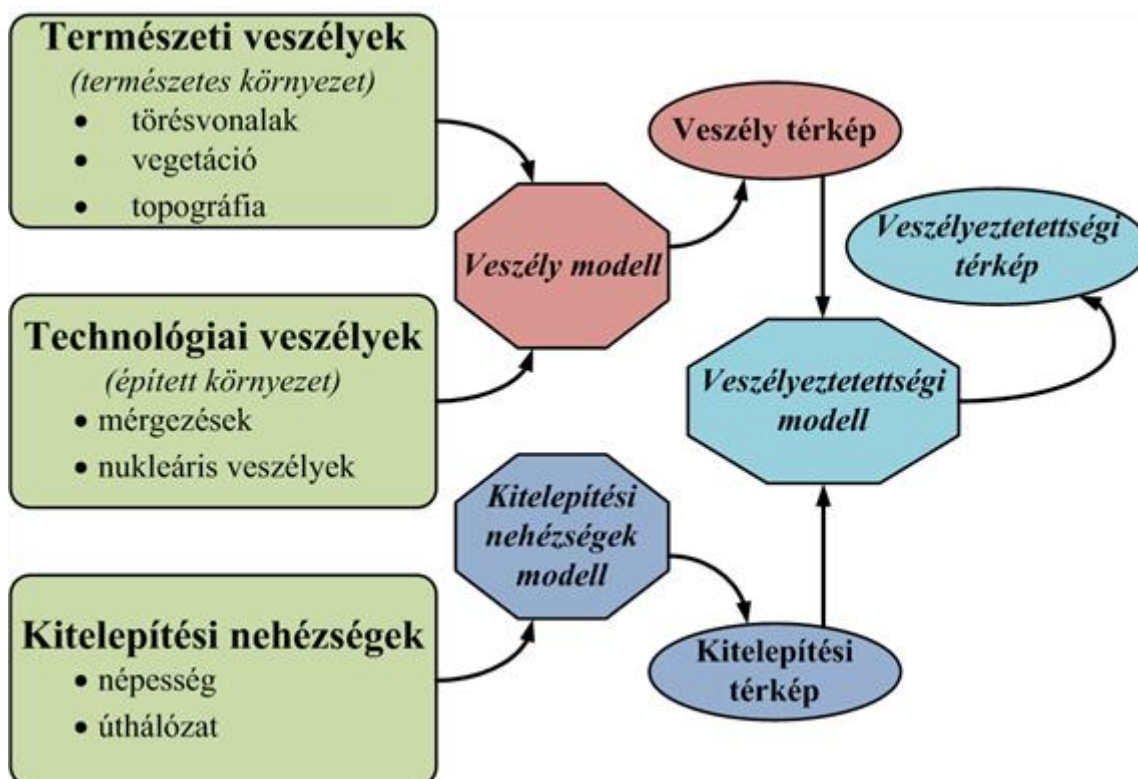 Természeti veszélyek
(természetes környezet)
• törésvonalak
• vegetáció
• topográfia
Technológiai veszélyek
(épített környezet)
• mérgezések
• nukleáris veszélyek
Kitelepítési nehézségek
• népesség
• úthálózat
Veszély modell
Kitelepítési
nehézségek
modell
Veszély térkép
Kitelepítési
térkép
Veszélyeztetettségi
modell
Veszélyeztetettségi
térkép